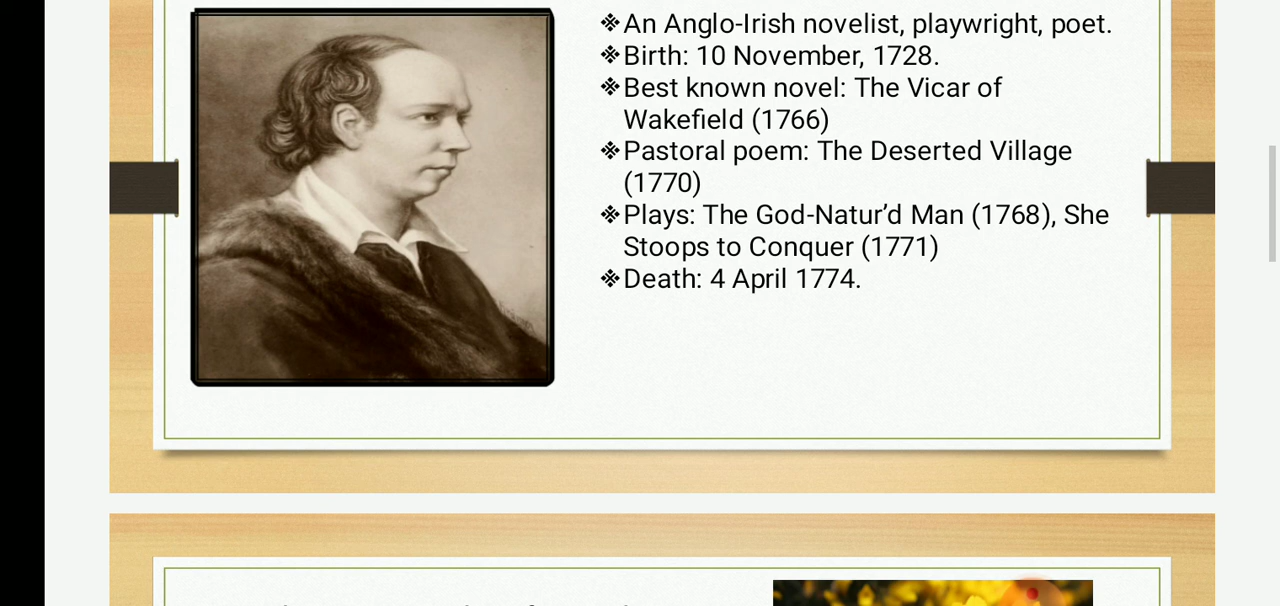 ❖An Anglo-Irish novelist, playwright, poet.
❖Birth: 10 November, 1728.
❖Best known novel: The Vicar of
Wakefield (1766)
❖Pastoral poem: The Deserted Village
(1770)
❖Plays: The God-Natur’d Man (1768), She
Stoops to Conquer (1771)
❖Death: 4 April 1774.